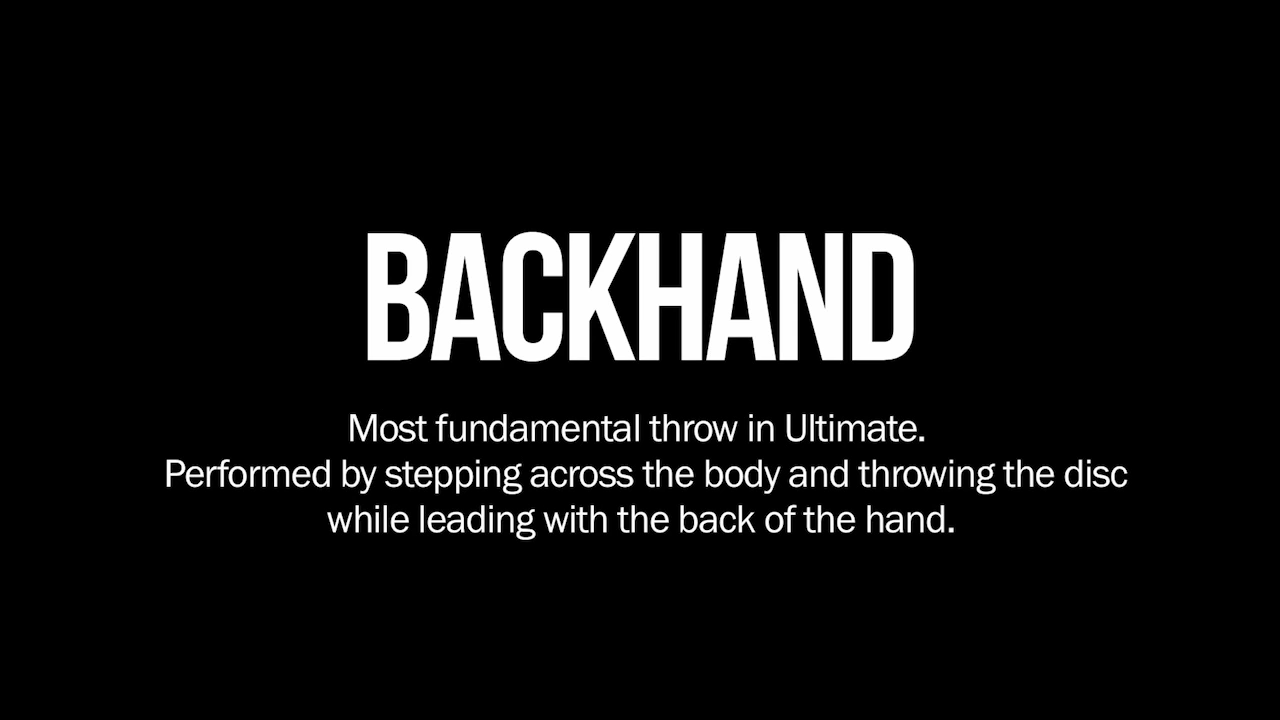 BACKHAND
Most fundamental throw in Ultimate.
Performed by stepping across the body and throwing the disc
while leading with the back of the hand.